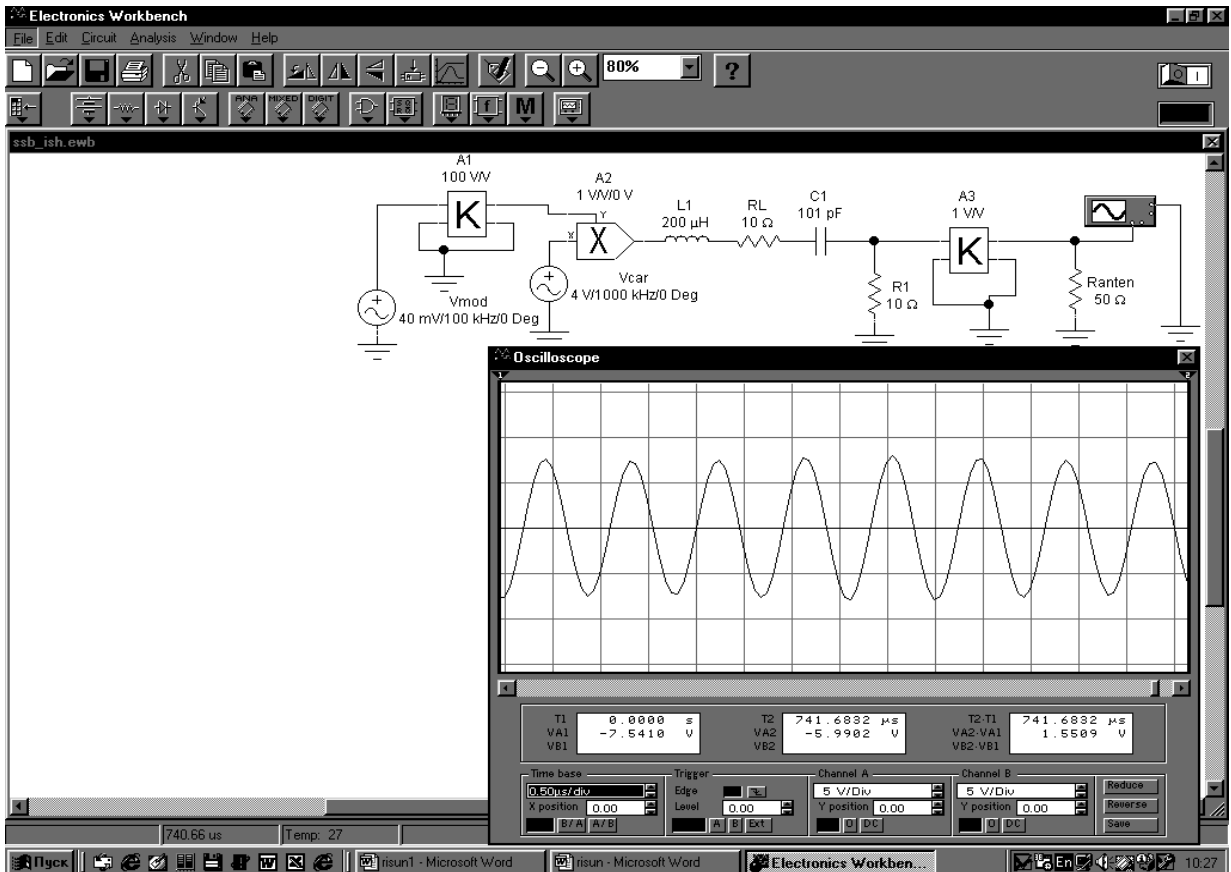 Electronics Workbench
File Edit Circuit Analysis Window Help
80%
?
ANA MIXED DIGIT
f M
ssb_ish.ewb
A1
100 V/V
K
A2
1 V/V/0 V
Y
X
X
L1
200 µH
RL
10 Ω
C1
101 pF
A3
1 V/V
K
Vcar
4 V/1000 kHz/0 Deg
Vmod
40 mV/100 kHz/0 Deg
R1
10 Ω
Ranten
50 Ω
Oscilloscope
1 2
T1 0.0000 s T2 741.6832 µs T2-T1 741.6832 µs
VA1 -7.5410 V VA2 -5.9902 V VA2-VA1 1.5509 V
VB1 VB2 VB2-VB1
Time base Trigger Channel A Channel B
0.50µs/div Edge 5 V/Div 5 V/Div Reduce
X position 0.00 Level 0.00 Y position 0.00 Y position 0.00 Reverse
B/A A/B A B Ext 0 DC 0 DC Save
740.66 us Temp: 27
Пуск risun1 - Microsoft Word risun - Microsoft Word Electronics Workben... En 10:27